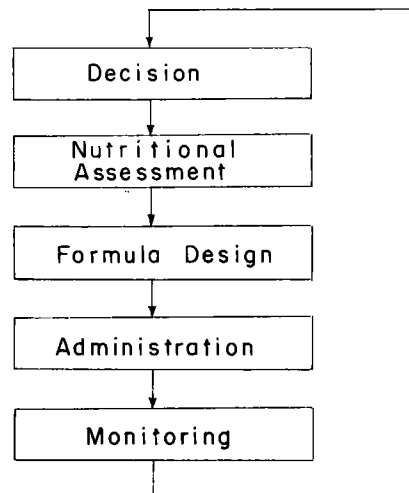 Decision
Nutritional
Assessment
Formula Design
Administration
Monitoring